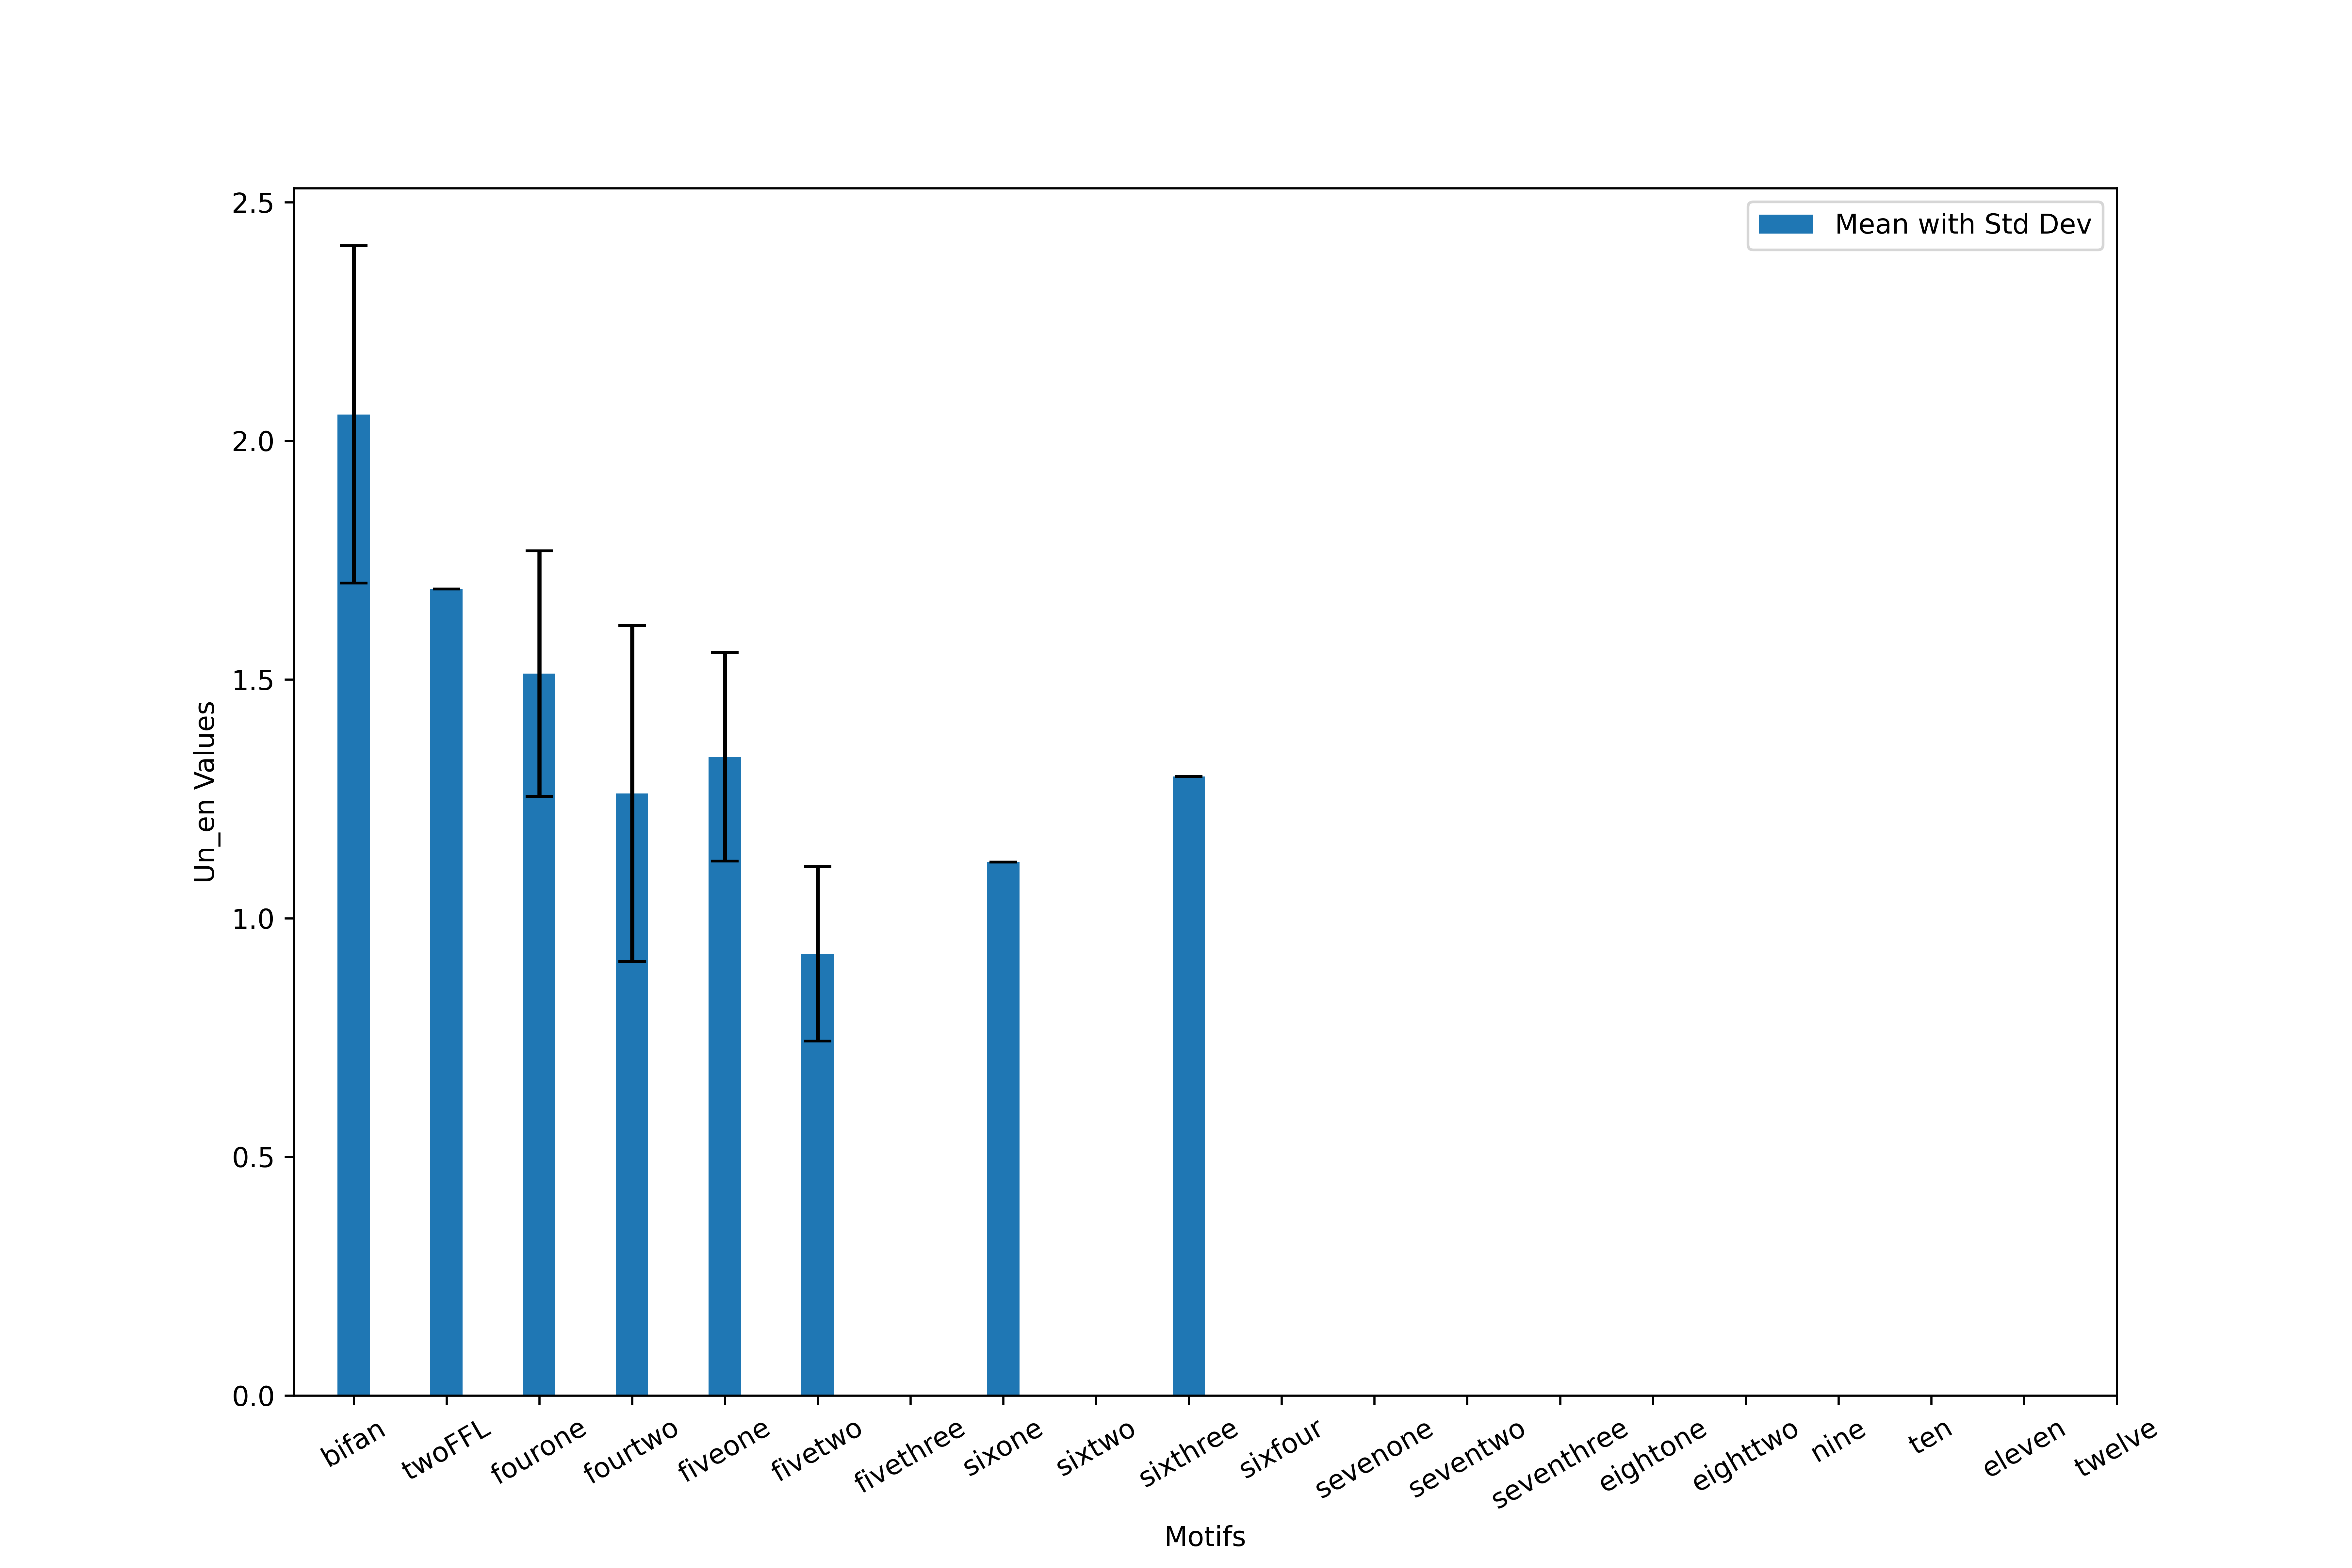 Mean with Std Dev
2.5
2.0
1.5
1.0
0.5
0.0
Un_en Values
bifan
twoFFL
fourone
fourtwo
fiveone
fivetwo
fivethree
sixone
sixtwo
sixthree
sixfour
sevenone
seventwo
seventhree
eightone
eighttwo
nine
ten
eleven
twelve
Motifs